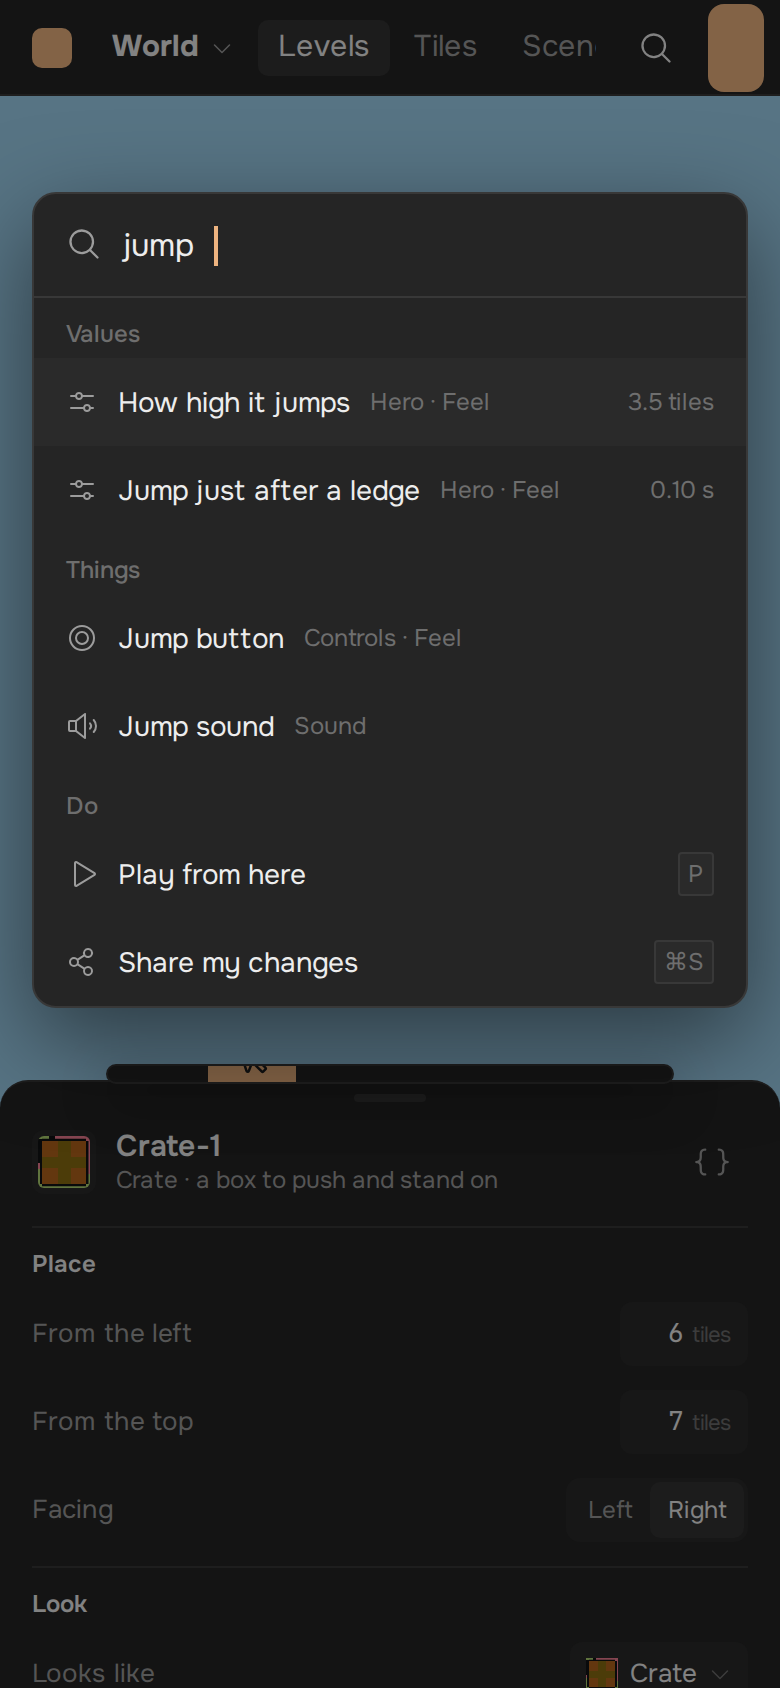 World Levels Tiles Scen
jump
Values
How high it jumps Hero · Feel 3.5 tiles
Jump just after a ledge Hero · Feel 0.10 s
Things
Jump button Controls · Feel
Jump sound Sound
Do
Play from here P
Share my changes ⌘S
Crate-1
Crate · a box to push and stand on
{ }
Place
From the left 6 tiles
From the top 7 tiles
Facing Left Right
Look
Looks like Crate